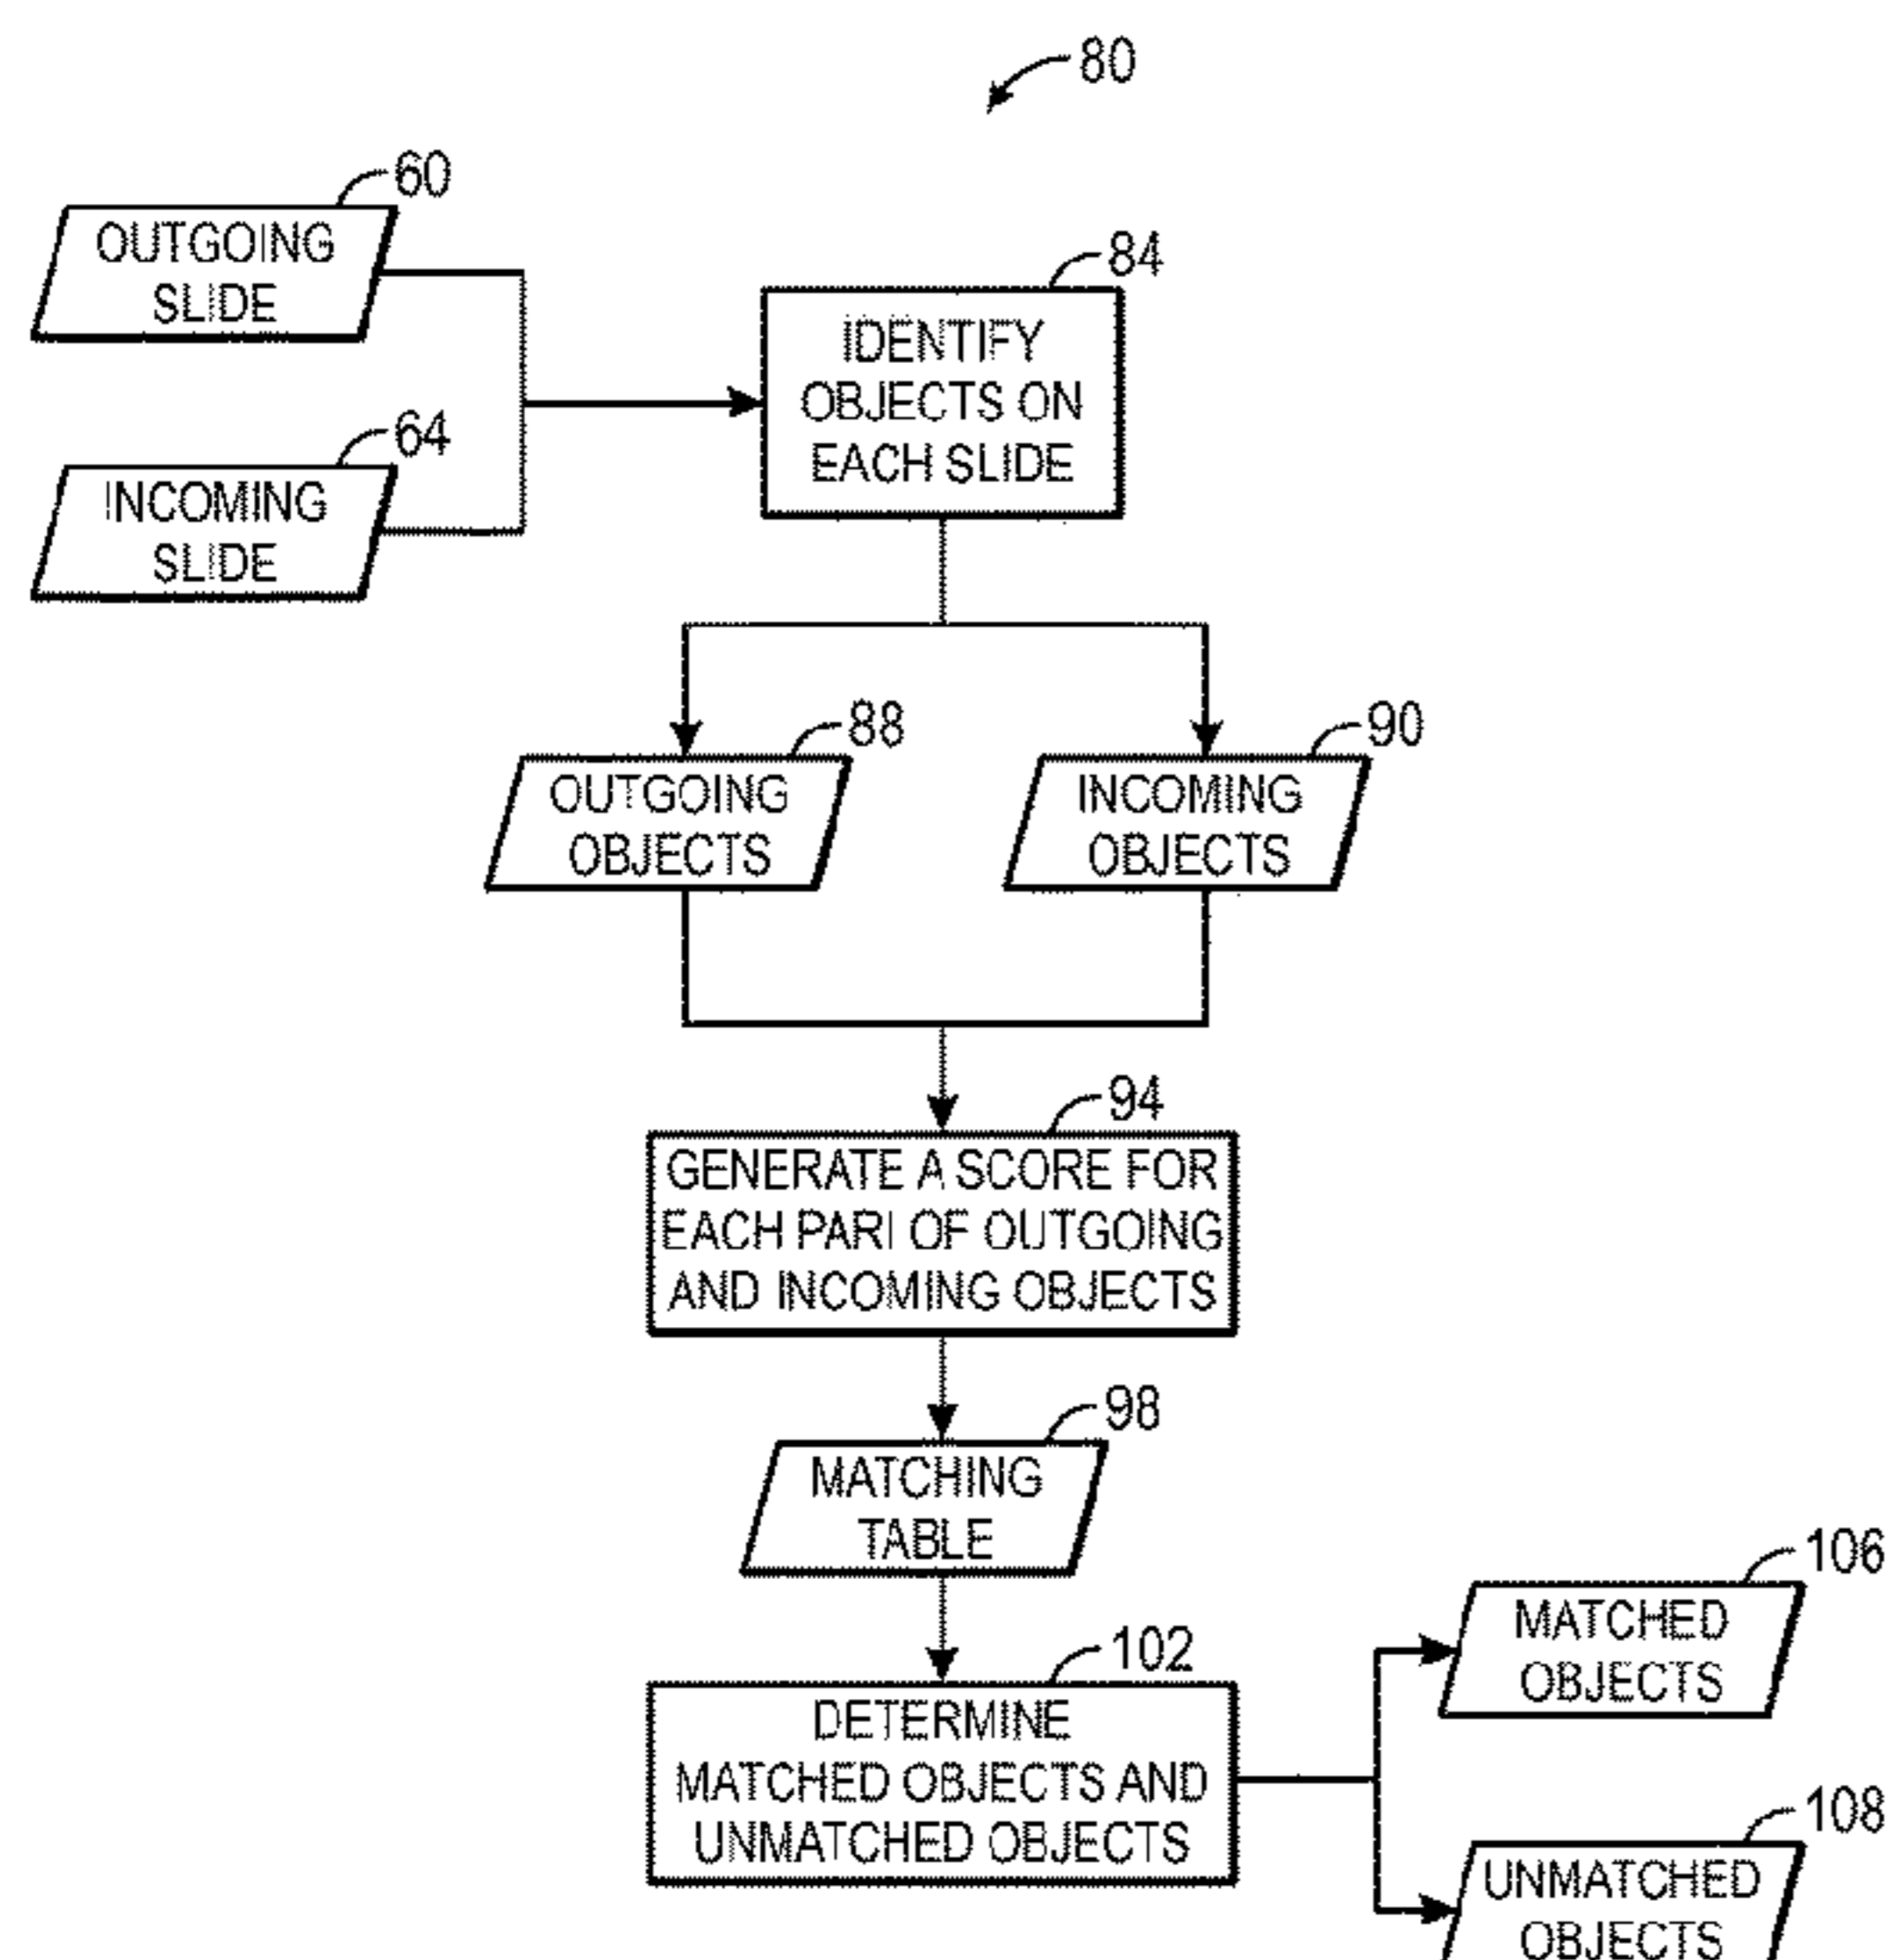 80
60
OUTGOING
SLIDE
84
IDENTIFY
OBJECTS ON
EACH SLIDE
64
INCOMING
SLIDE
88
OUTGOING
OBJECTS
90
INCOMING
OBJECTS
94
GENERATE A SCORE FOR
EACH PARI OF OUTGOING
AND INCOMING OBJECTS
98
MATCHING
TABLE
102
DETERMINE
MATCHED OBJECTS AND
UNMATCHED OBJECTS
106
MATCHED
OBJECTS
108
UNMATCHED
OBJECTS